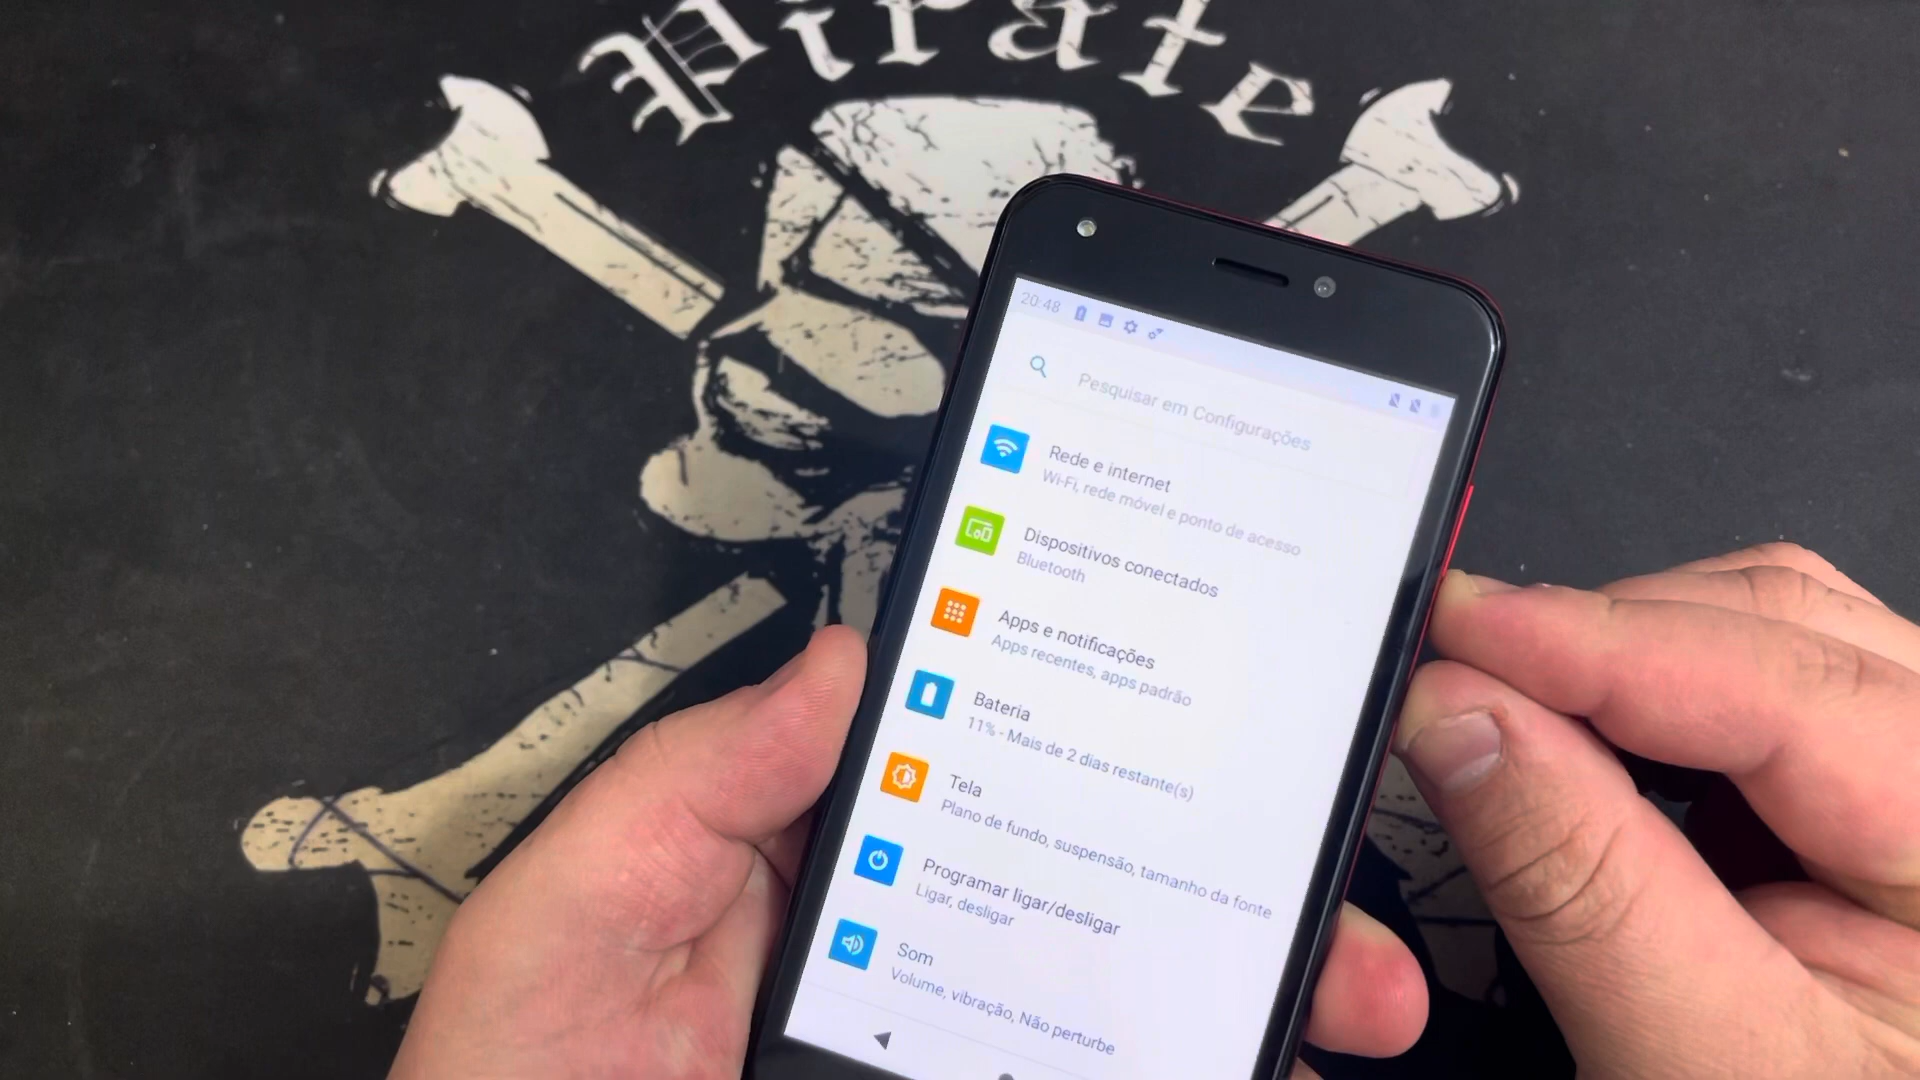 Pirate
20:48
Pesquisar em Configurações
Rede e internet
Wi-Fi, rede móvel e ponto de acesso
Dispositivos conectados
Bluetooth
Apps e notificações
Apps recentes, apps padrão
Bateria
11% - Mais de 2 dias restante(s)
Tela
Plano de fundo, suspensão, tamanho da fonte
Programar ligar/desligar
Ligar, desligar
Som
Volume, vibração, Não perturbe